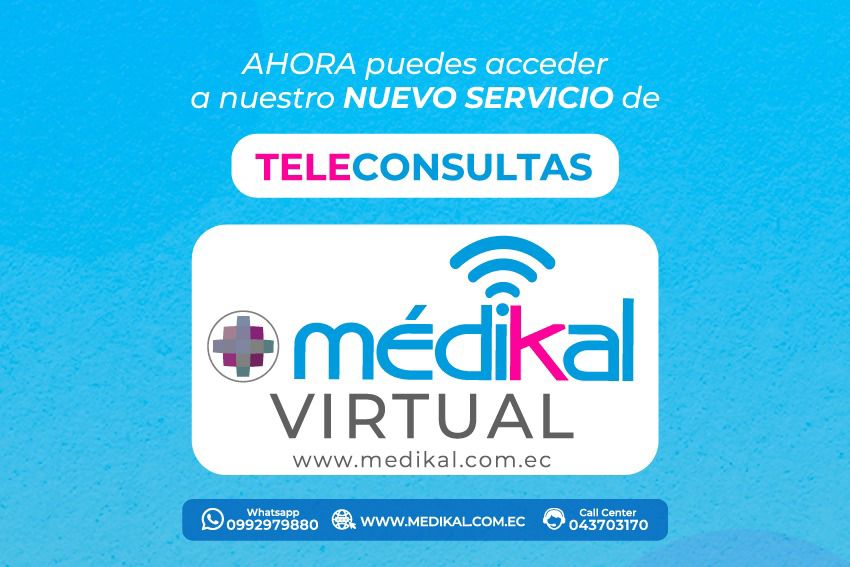 AHORA puedes acceder
a nuestro NUEVO SERVICIO de
TELECONSULTAS
médikal
VIRTUAL
www.medikal.com.ec
Whatsapp
0992979880
WWW.MEDIKAL.COM.EC
Call Center
043703170